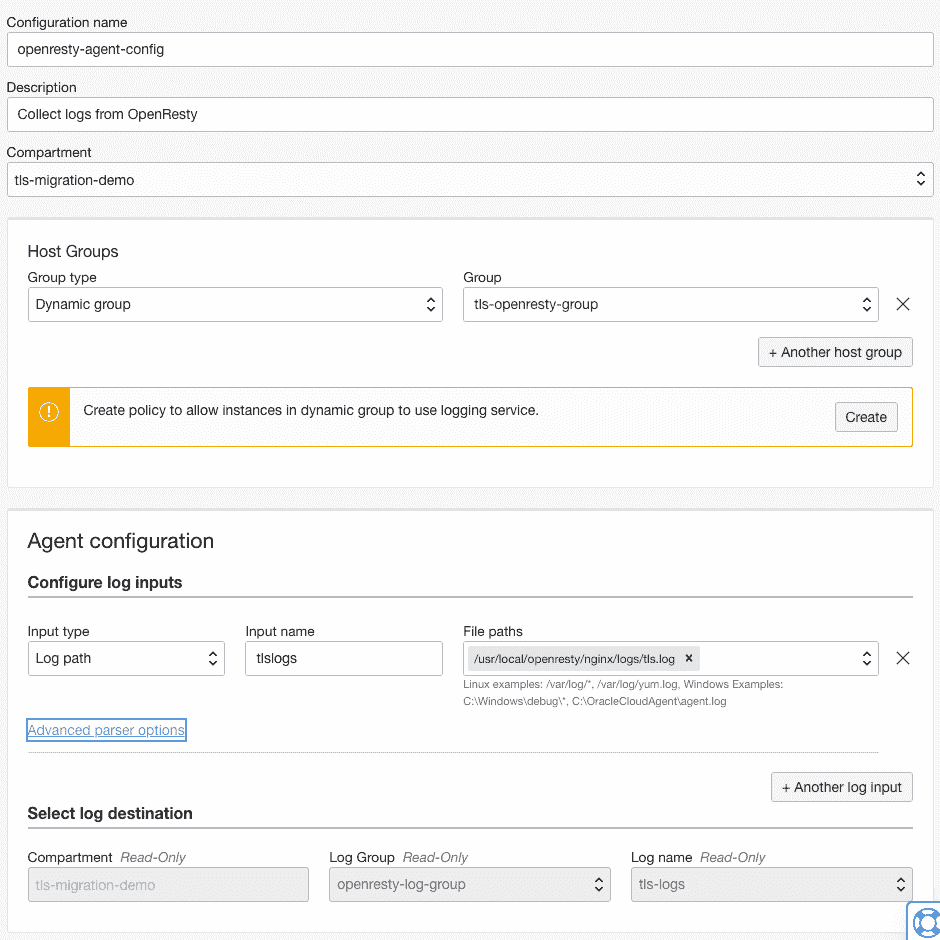 Configuration name
openresty-agent-config
Description
Collect logs from OpenResty
Compartment
tls-migration-demo
Host Groups
Group type
Group
Dynamic group
tls-openresty-group
+ Another host group
Create policy to allow instances in dynamic group to use logging service.
Create
Agent configuration
Configure log inputs
Input type
Input name
File paths
Log path
tlslogs
/usr/local/openresty/nginx/logs/tls.log ×
Linux examples: /var/log/*, /var/log/yum.log, Windows Examples:
C:\Windows\debug\*, C:\OracleCloudAgent\agent.log
Advanced parser options
+ Another log input
Select log destination
Compartment Read-Only
Log Group Read-Only
Log name Read-Only
tls-migration-demo
openresty-log-group
tls-logs